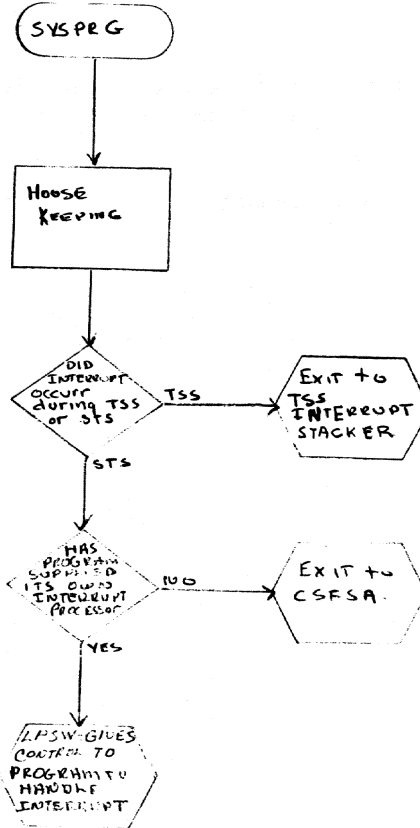 SYSPRG
HOUSE
KEEPING
DID
INTERRUPT
OCCURR
during TSS
or STS
TSS
EXIT to
TSS
INTERRUPT
STACKER
STS
HAS
PROGRAM
SUPPLIED
ITS OWN
INTERRUPT
PROCESSOR
NO
EXIT to
CSFSA.
YES
LPSW-GIVES
CONTROL TO
PROGRAM TO
HANDLE
INTERRUPT